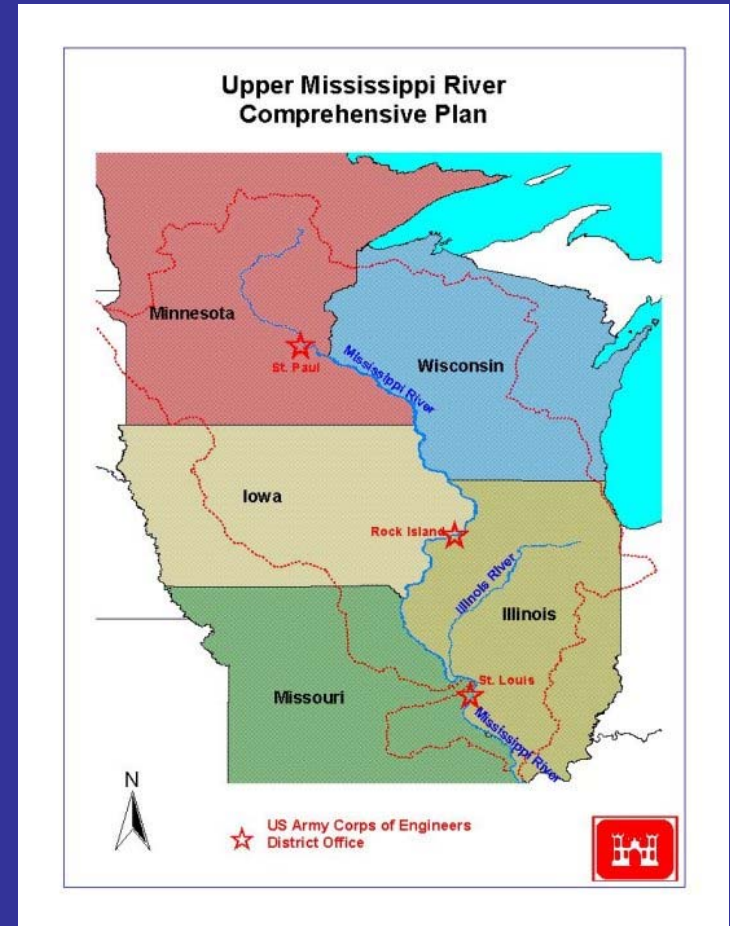 Upper Mississippi River
Comprehensive Plan
Minnesota
St. Paul
Mississippi River
Wisconsin
Iowa
Rock Island
Illinois River
Illinois
St. Louis
Missouri
Mississippi River
N
US Army Corps of Engineers
District Office